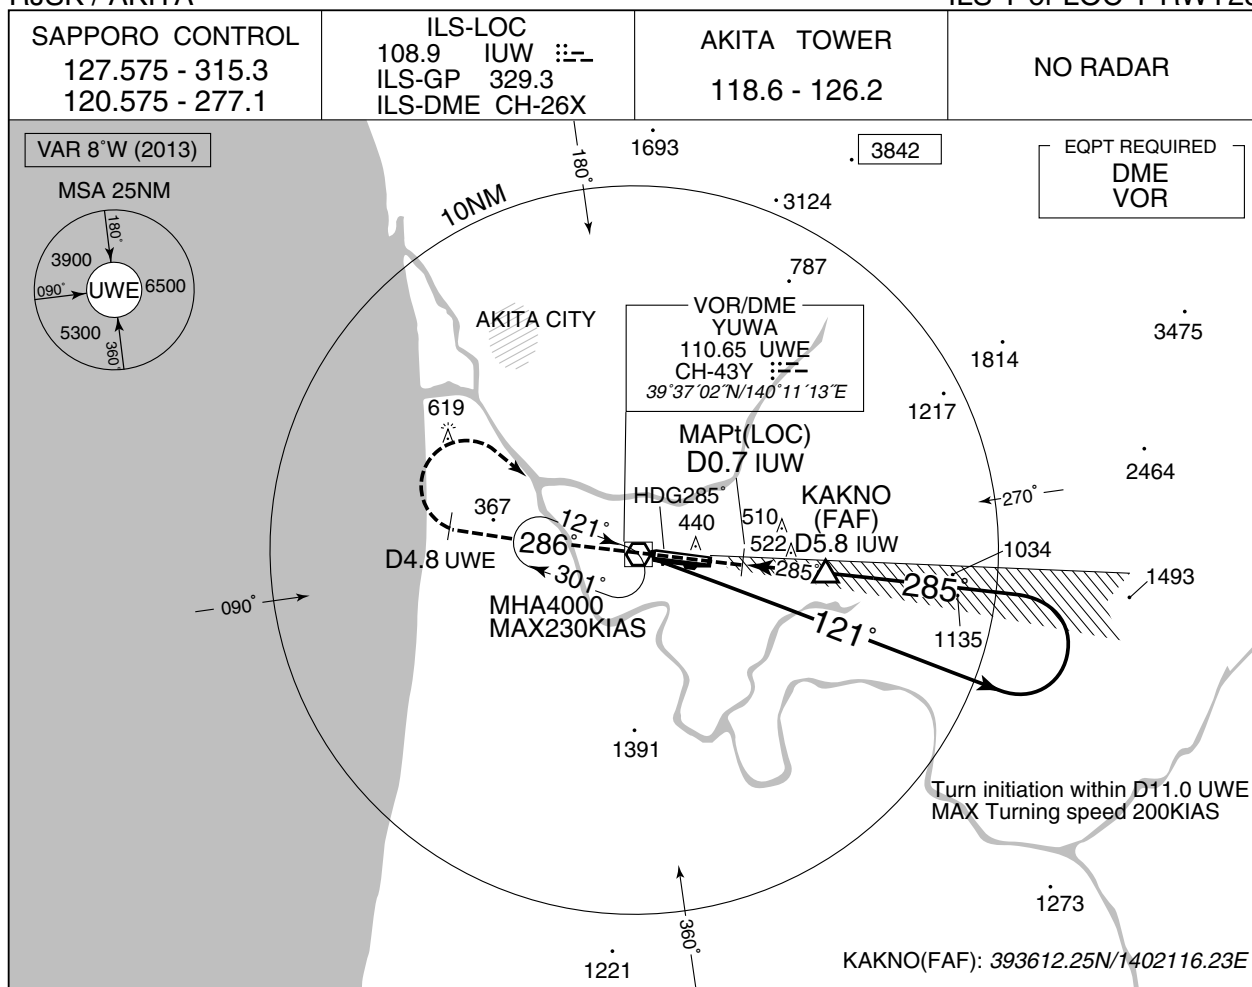 RJSK / AKITA
SAPPORO CONTROL
127.575 - 315.3
120.575 - 277.1
ILS-LOC
108.9 IUW
ILS-GP 329.3
ILS-DME CH-26X
AKITA TOWER
118.6 - 126.2
NO RADAR
VAR 8°W (2013)
MSA 25NM
180°
3900
6500
090°
UWE
5300
360°
10NM
180°
1693
3842
3124
787
EQPT REQUIRED
DME
VOR
AKITA CITY
VOR/DME
YUWA
110.65 UWE
CH-43Y
39°37´02˝N/140°11´13˝E
3475
1814
1217
2464
619
MAPt(LOC)
D0.7 IUW
HDG285°
KAKNO
(FAF)
D5.8 IUW
270°
367
121°
440
510
522
286°
D4.8 UWE
285°
285°
1034
1493
301°
090°
MHA4000
MAX230KIAS
121°
1135
1391
Turn initiation within D11.0 UWE
MAX Turning speed 200KIAS
1273
360°
1221
KAKNO(FAF): 393612.25N/1402116.23E